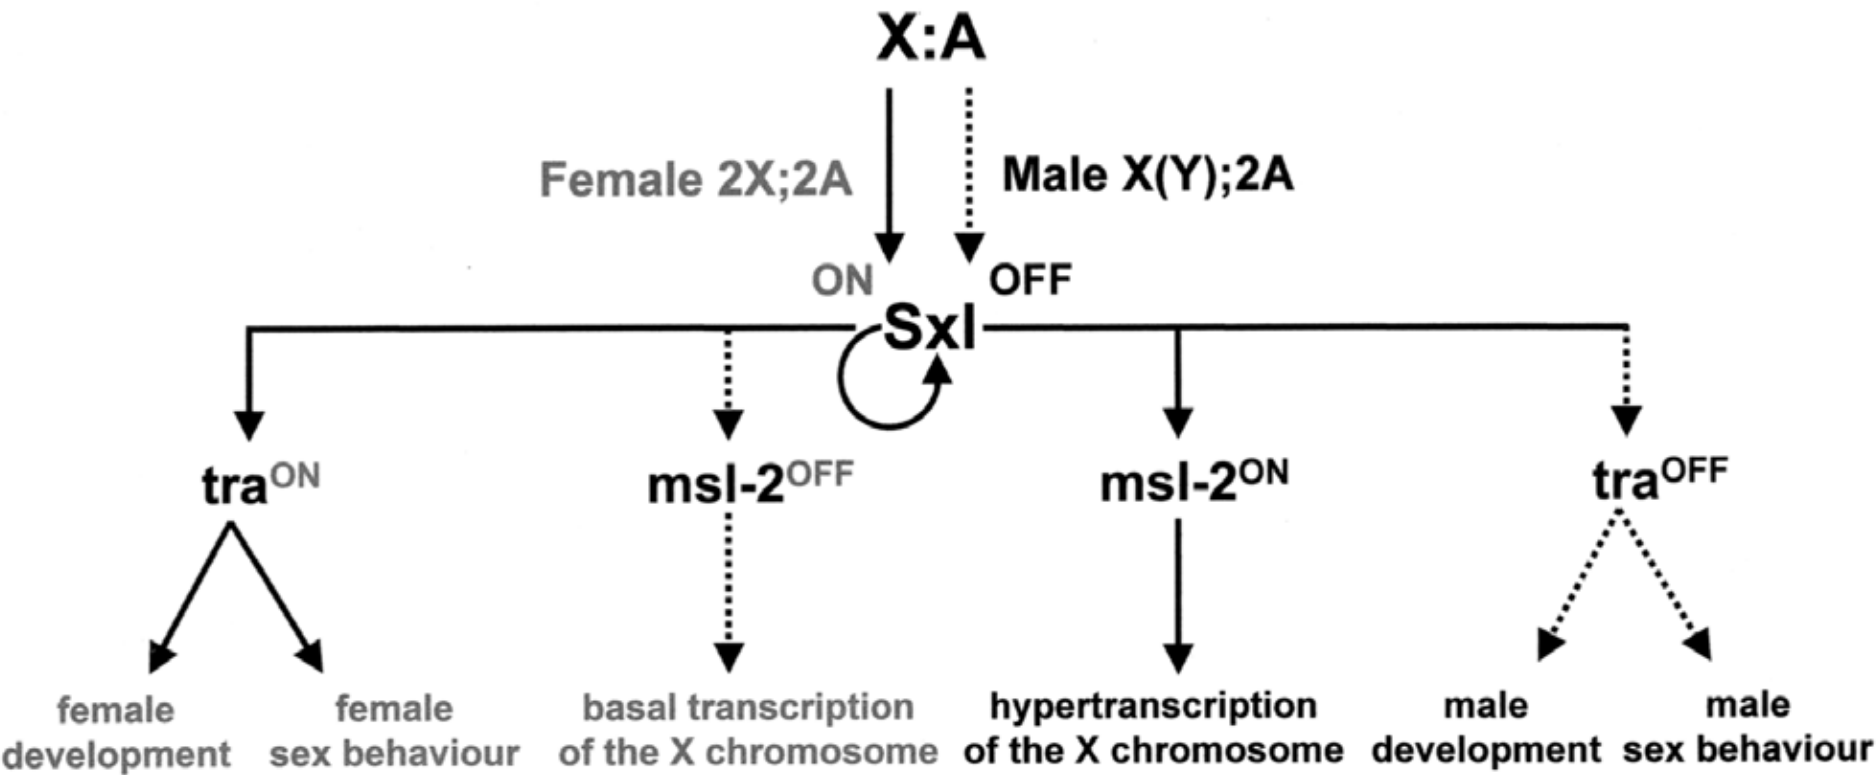 X:A
Female 2X;2A
Male X(Y);2A
ON
OFF
Sxl
traON
msl-2OFF
msl-2ON
traOFF
female
development
female
sex behaviour
basal transcription
of the X chromosome
hypertranscription
of the X chromosome
male
development
male
sex behaviour